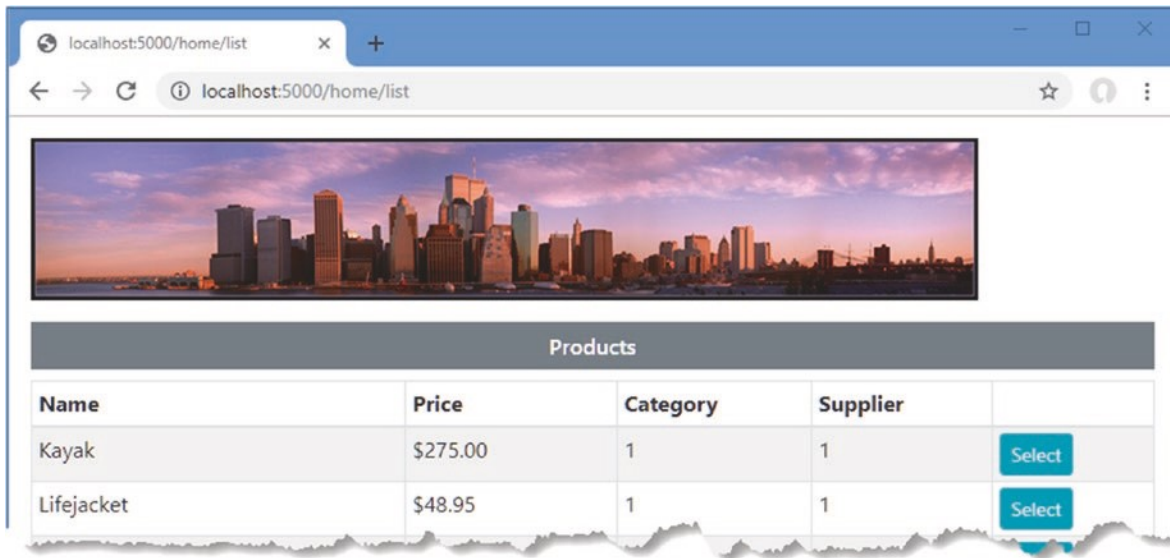 localhost:5000/home/list
localhost:5000/home/list
Products
Name Price Category Supplier
Kayak $275.00 1 1 Select
Lifejacket $48.95 1 1 Select